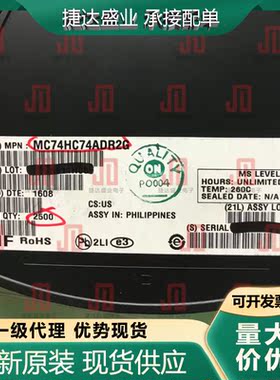 捷达盛业 承接配单
) MPN: MC74HC74ADR2G
) LOT:
QUALITY
ON
PO004
MS LEVEL
HOURS: UNLIMITED
TEMP: 260C
SEALED DATE: N/A
) DTE: 1608
QTY: 2500
CS:US
ASSY IN: PHILIPPINES
(21L) ASSY LO
(S) SERIAL
F RoHS
2LI e3 e
可开发票
一级代理 优势现货
新原装 现货供应
量大
价优